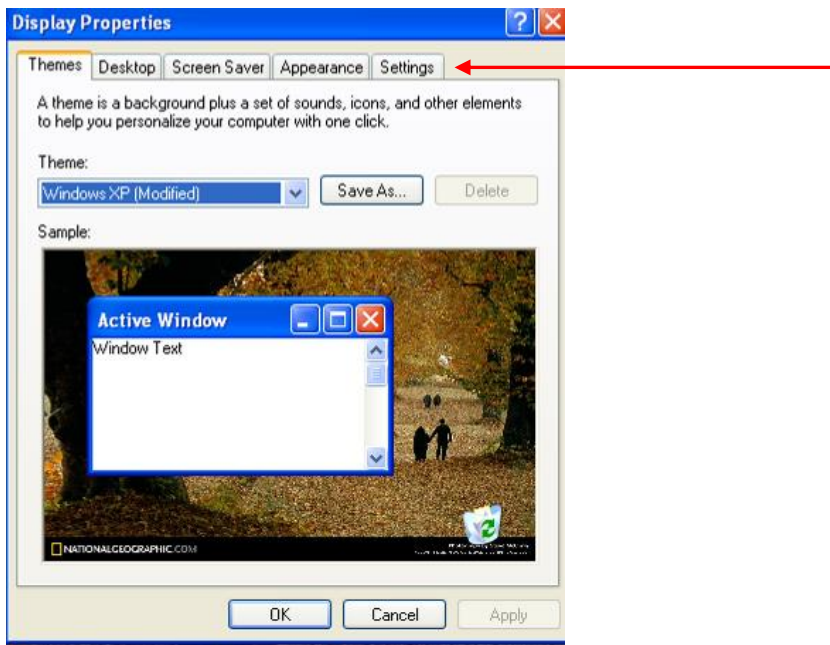 Display Properties
Themes Desktop Screen Saver Appearance Settings
A theme is a background plus a set of sounds, icons, and other elements
to help you personalize your computer with one click.
Theme:
Windows XP (Modified) Save As... Delete
Sample:
Active Window
Window Text
NATIONALGEOGRAPHIC.COM
OK Cancel Apply